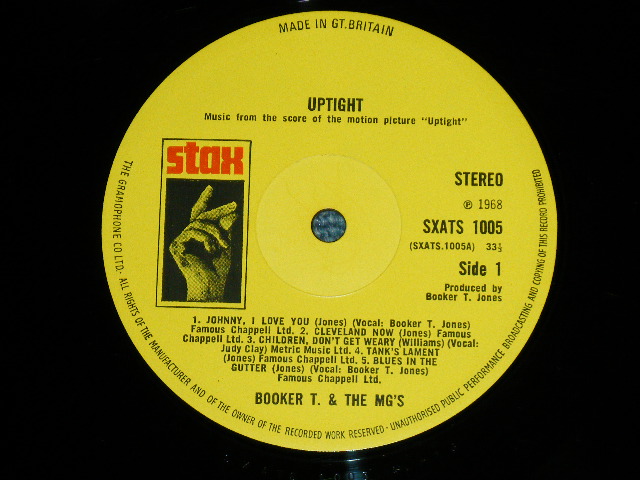 MADE IN GT.BRITAIN
UPTIGHT
Music from the score of the motion picture "Uptight"
stax
STEREO
℗ 1968
SXATS 1005
(SXATS.1005A) 33⅓
Side 1
Produced by
Booker T. Jones
1. JOHNNY, I LOVE YOU (Jones) (Vocal: Booker T. Jones)
Famous Chappell Ltd. 2. CLEVELAND NOW (Jones) Famous
Chappell Ltd. 3. CHILDREN, DON'T GET WEARY (Williams) (Vocal:
Judy Clay) Metric Music Ltd. 4. TANK'S LAMENT
(Jones) Famous Chappell Ltd. 5. BLUES IN THE
GUTTER (Jones) (Vocal: Booker T. Jones)
Famous Chappell Ltd.
BOOKER T. & THE MG'S
THE GRAMOPHONE CO LTD.· ALL RIGHTS OF THE MANUFACTURER AND OF THE OWNER OF THE RECORDED WORK RESERVED.· UNAUTHORISED PUBLIC PERFORMANCE BROADCASTING AND COPYING OF THIS RECORD PROHIBITED